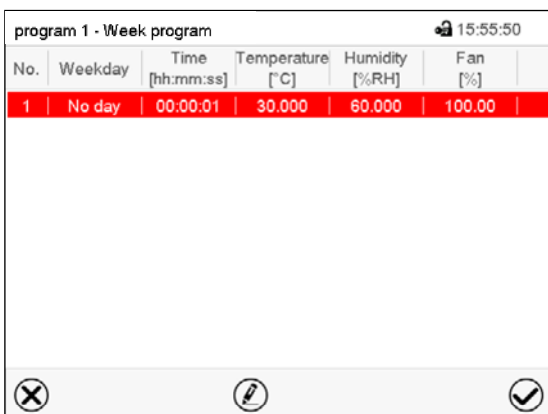 program 1 - Week program 15:55:50
No. Weekday Time [hh:mm:ss] Temperature [°C] Humidity [%RH] Fan [%]
1 No day 00:00:01 30.000 60.000 100.00